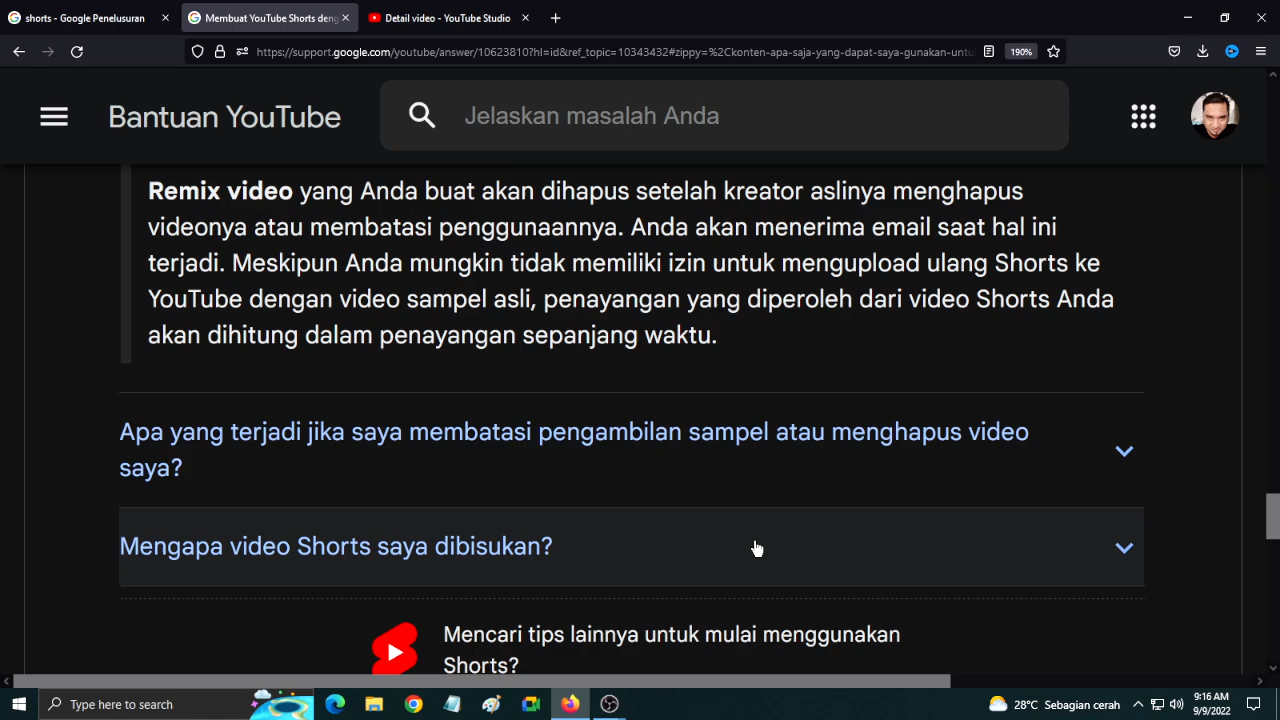 shorts - Google Penelusuran
Membuat YouTube Shorts deng
Detail video - YouTube Studio
https://support.google.com/youtube/answer/10623810?hl=id&ref_topic=10343432#zippy=%2Ckonten-apa-saja-yang-dapat-saya-gunakan-untu
190%
Bantuan YouTube
Jelaskan masalah Anda
Remix video yang Anda buat akan dihapus setelah kreator aslinya menghapus
videonya atau membatasi penggunaannya. Anda akan menerima email saat hal ini
terjadi. Meskipun Anda mungkin tidak memiliki izin untuk mengupload ulang Shorts ke
YouTube dengan video sampel asli, penayangan yang diperoleh dari video Shorts Anda
akan dihitung dalam penayangan sepanjang waktu.
Apa yang terjadi jika saya membatasi pengambilan sampel atau menghapus video
saya?
Mengapa video Shorts saya dibisukan?
Mencari tips lainnya untuk mulai menggunakan
Shorts?
Type here to search
28°C Sebagian cerah
9:16 AM
9/9/2022